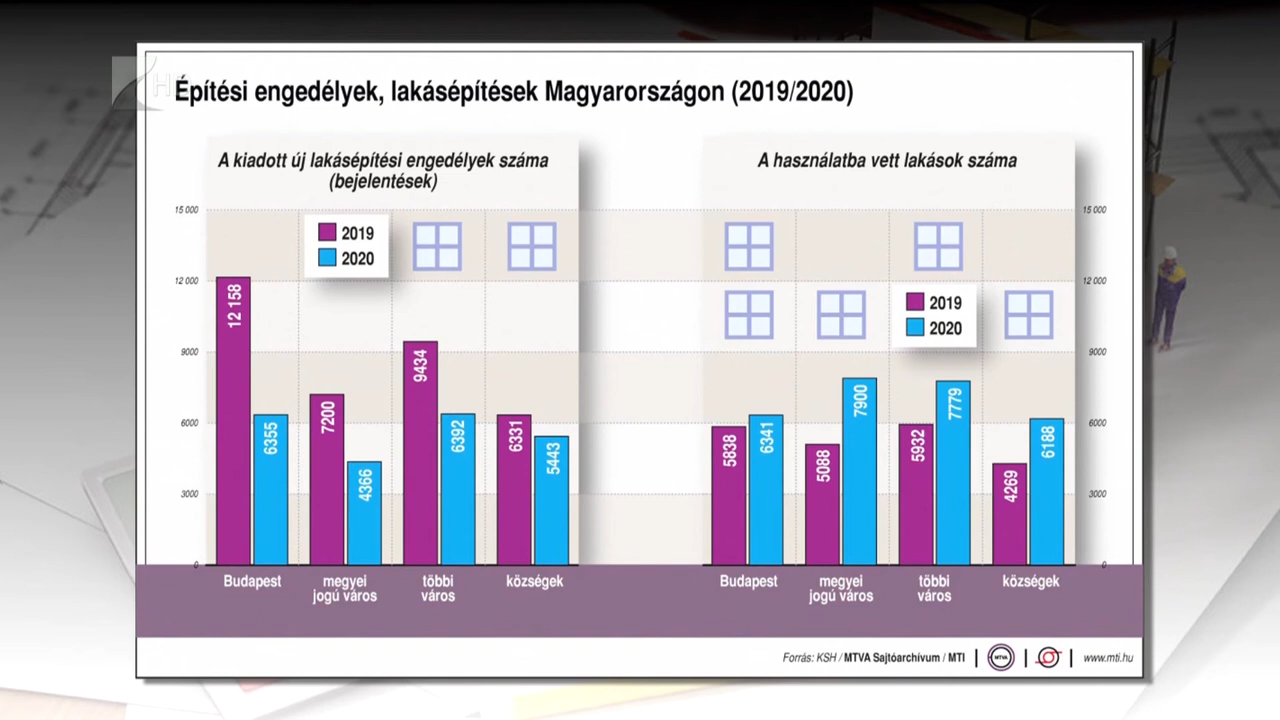 HD
Építési engedélyek, lakásépítések Magyarországon (2019/2020)
A kiadott új lakásépítési engedélyek száma
(bejelentések)
15 000
12 000
9000
6000
3000
0
2019
2020
12 158
6355
7200
4366
9434
6392
6331
5443
Budapest
megyei
jogú város
többi
város
községek
A használatba vett lakások száma
15 000
12 000
9000
6000
3000
0
2019
2020
5838
6341
5088
7900
5932
7779
4269
6188
Budapest
megyei
jogú város
többi
város
községek
Forrás: KSH / MTVA Sajtóarchívum / MTI | MTVA | | www.mti.hu